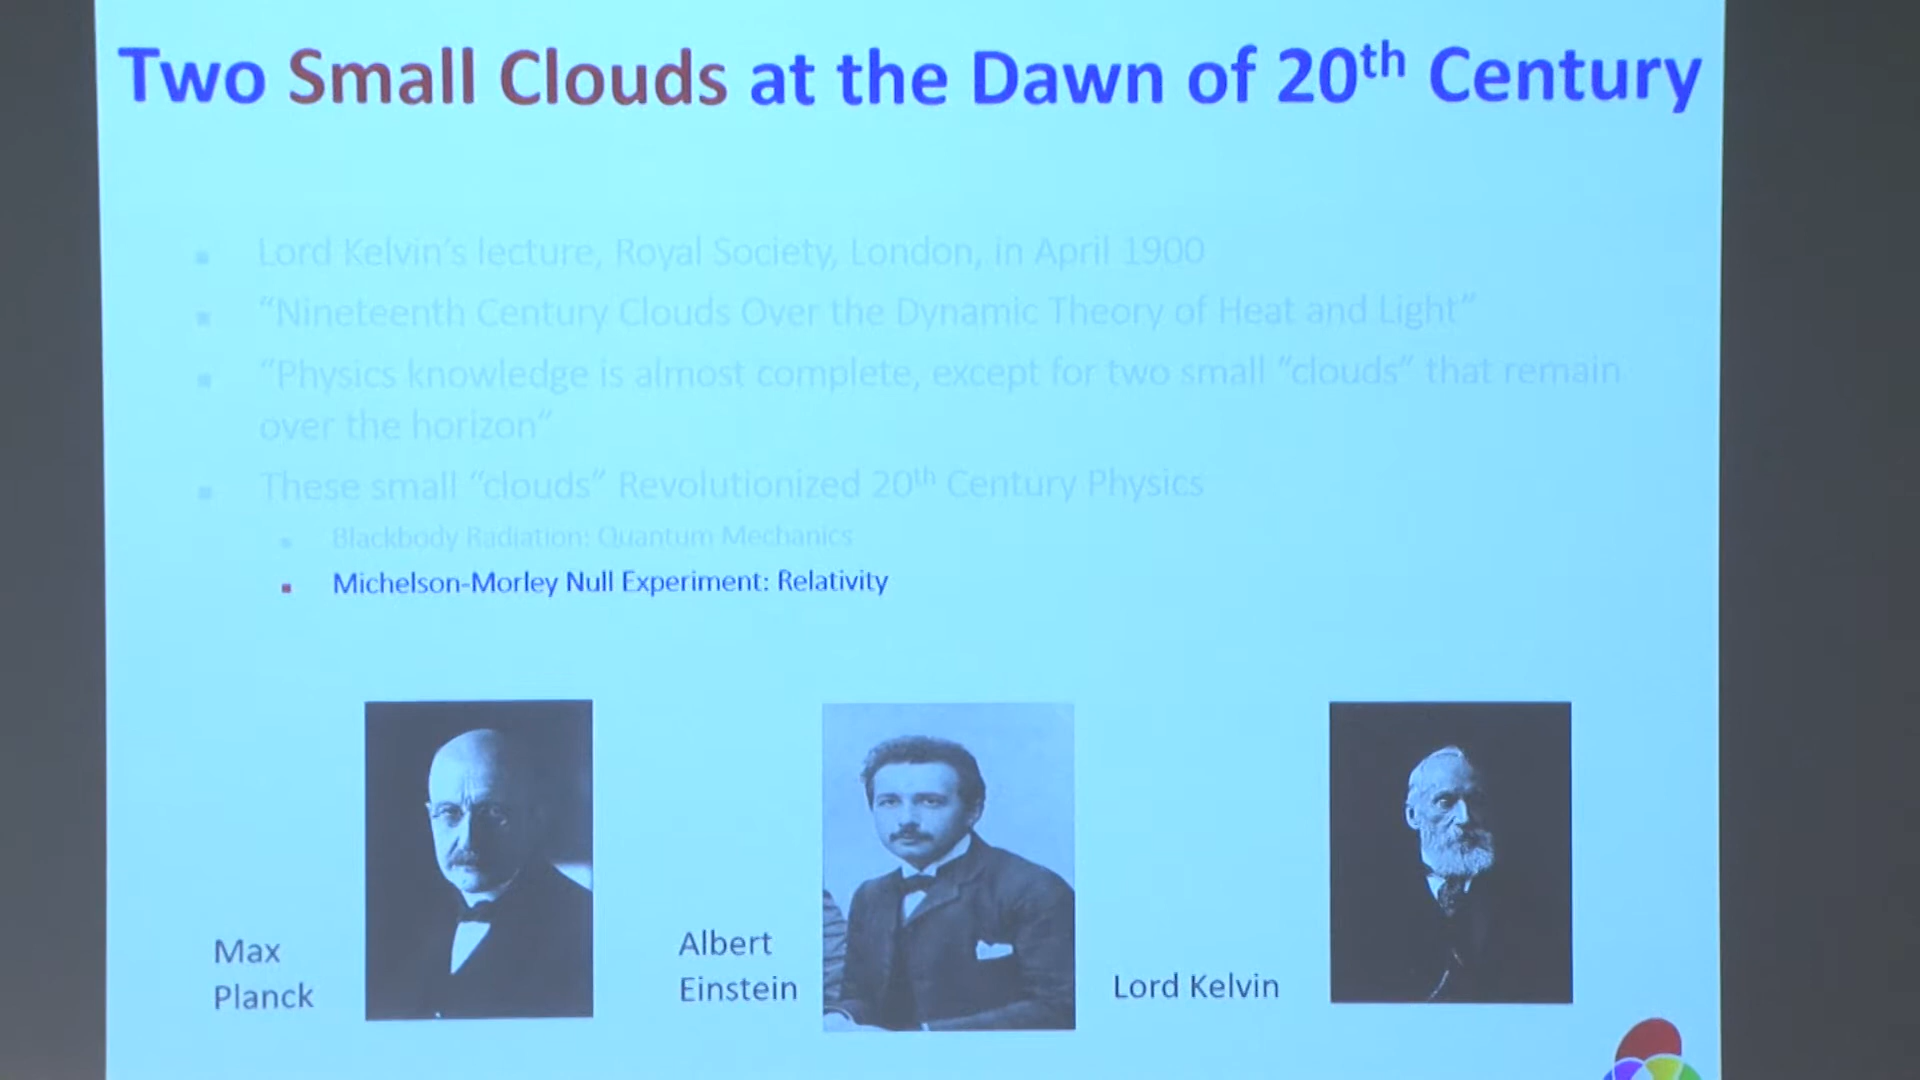 Two Small Clouds at the Dawn of 20th Century
Lord Kelvin's lecture, Royal Society, London, in April 1900
"Nineteenth Century Clouds Over the Dynamic Theory of Heat and Light"
"Physics knowledge is almost complete, except for two small "clouds" that remain
over the horizon"
These small "clouds" Revolutionized 20th Century Physics
Blackbody Radiation: Quantum Mechanics
Michelson-Morley Null Experiment: Relativity
Max
Planck
Albert
Einstein
Lord Kelvin